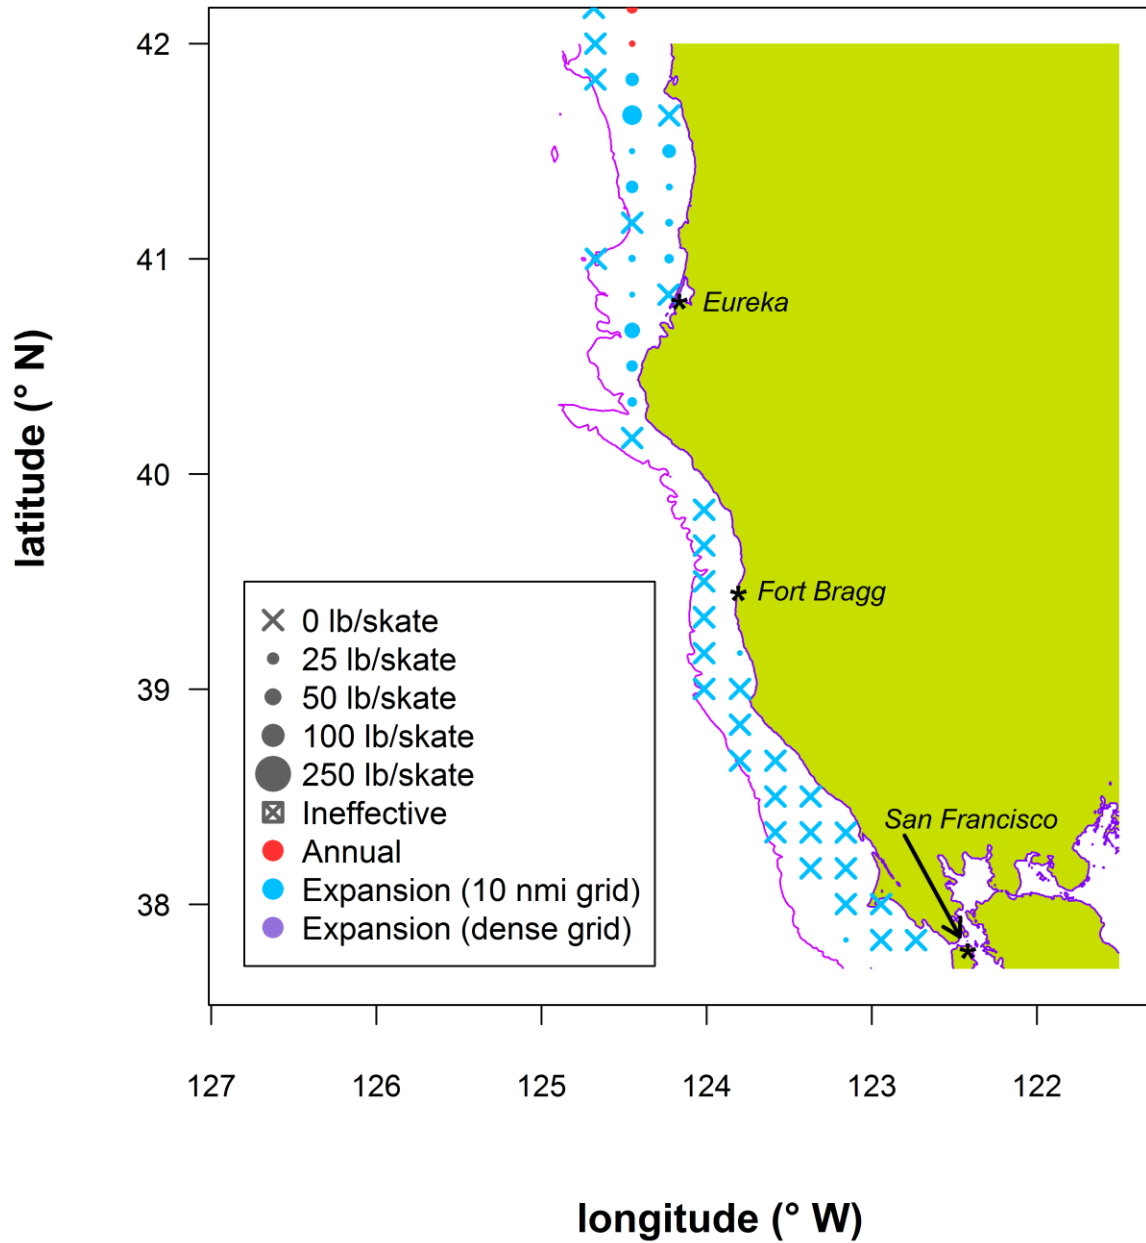 42
41
40
39
38
latitude (° N)
Eureka
Fort Bragg
San Francisco
0 lb/skate
25 lb/skate
50 lb/skate
100 lb/skate
250 lb/skate
Ineffective
Annual
Expansion (10 nmi grid)
Expansion (dense grid)
127 126 125 124 123 122
longitude (° W)